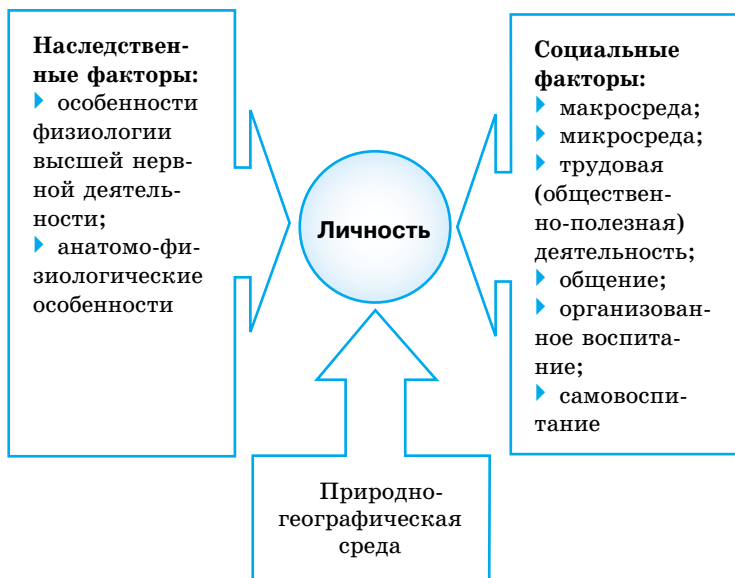 Наследствен-
ные факторы:
особенности
физиологии
высшей нерв-
ной деятель-
ности;
анатомо-фи-
зиологические
особенности
Личность
Социальные
факторы:
макросреда;
микросреда;
трудовая
(обществен-
но-полезная)
деятельность;
общение;
организован-
ное воспита-
ние;
самовоспи-
тание
Природно-
географическая
среда